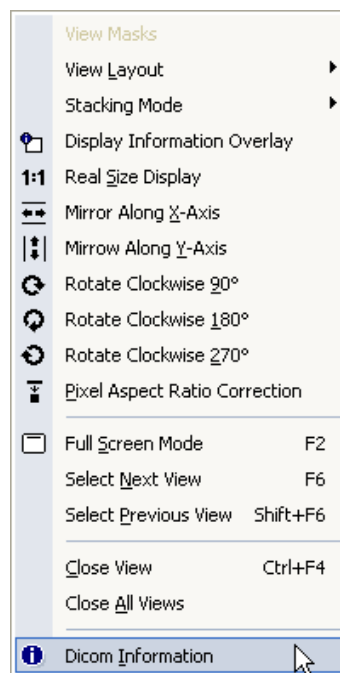 View Masks
View Layout
Stacking Mode
Display Information Overlay
1:1 Real Size Display
Mirror Along X-Axis
Mirrow Along Y-Axis
Rotate Clockwise 90°
Rotate Clockwise 180°
Rotate Clockwise 270°
Pixel Aspect Ratio Correction
Full Screen Mode F2
Select Next View F6
Select Previous View Shift+F6
Close View Ctrl+F4
Close All Views
Dicom Information